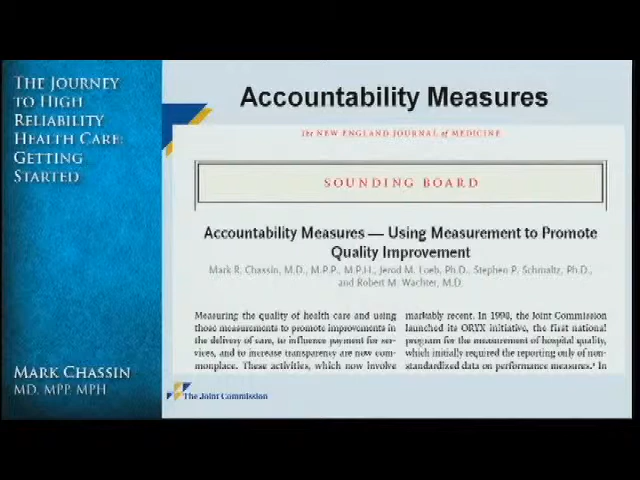 THE JOURNEY
TO HIGH
RELIABILITY
HEALTH CARE:
GETTING
STARTED
MARK CHASSIN
MD, MPP, MPH
Accountability Measures
The NEW ENGLAND JOURNAL of MEDICINE
SOUNDING BOARD
Accountability Measures — Using Measurement to Promote
Quality Improvement
Mark R. Chassin, M.D., M.P.P., M.P.H., Jerod M. Loeb, Ph.D., Stephen P. Schmaltz, Ph.D.,
and Robert M. Wachter, M.D.
Measuring the quality of health care and using
those measurements to promote improvements in
the delivery of care, to influence payment for ser-
vices, and to increase transparency are now com-
monplace. These activities, which now involve
markably recent. In 1998, the Joint Commission
launched its ORYX initiative, the first national
program for the measurement of hospital quality,
which initially required the reporting only of non-
standardized data on performance measures. In
The Joint Commission